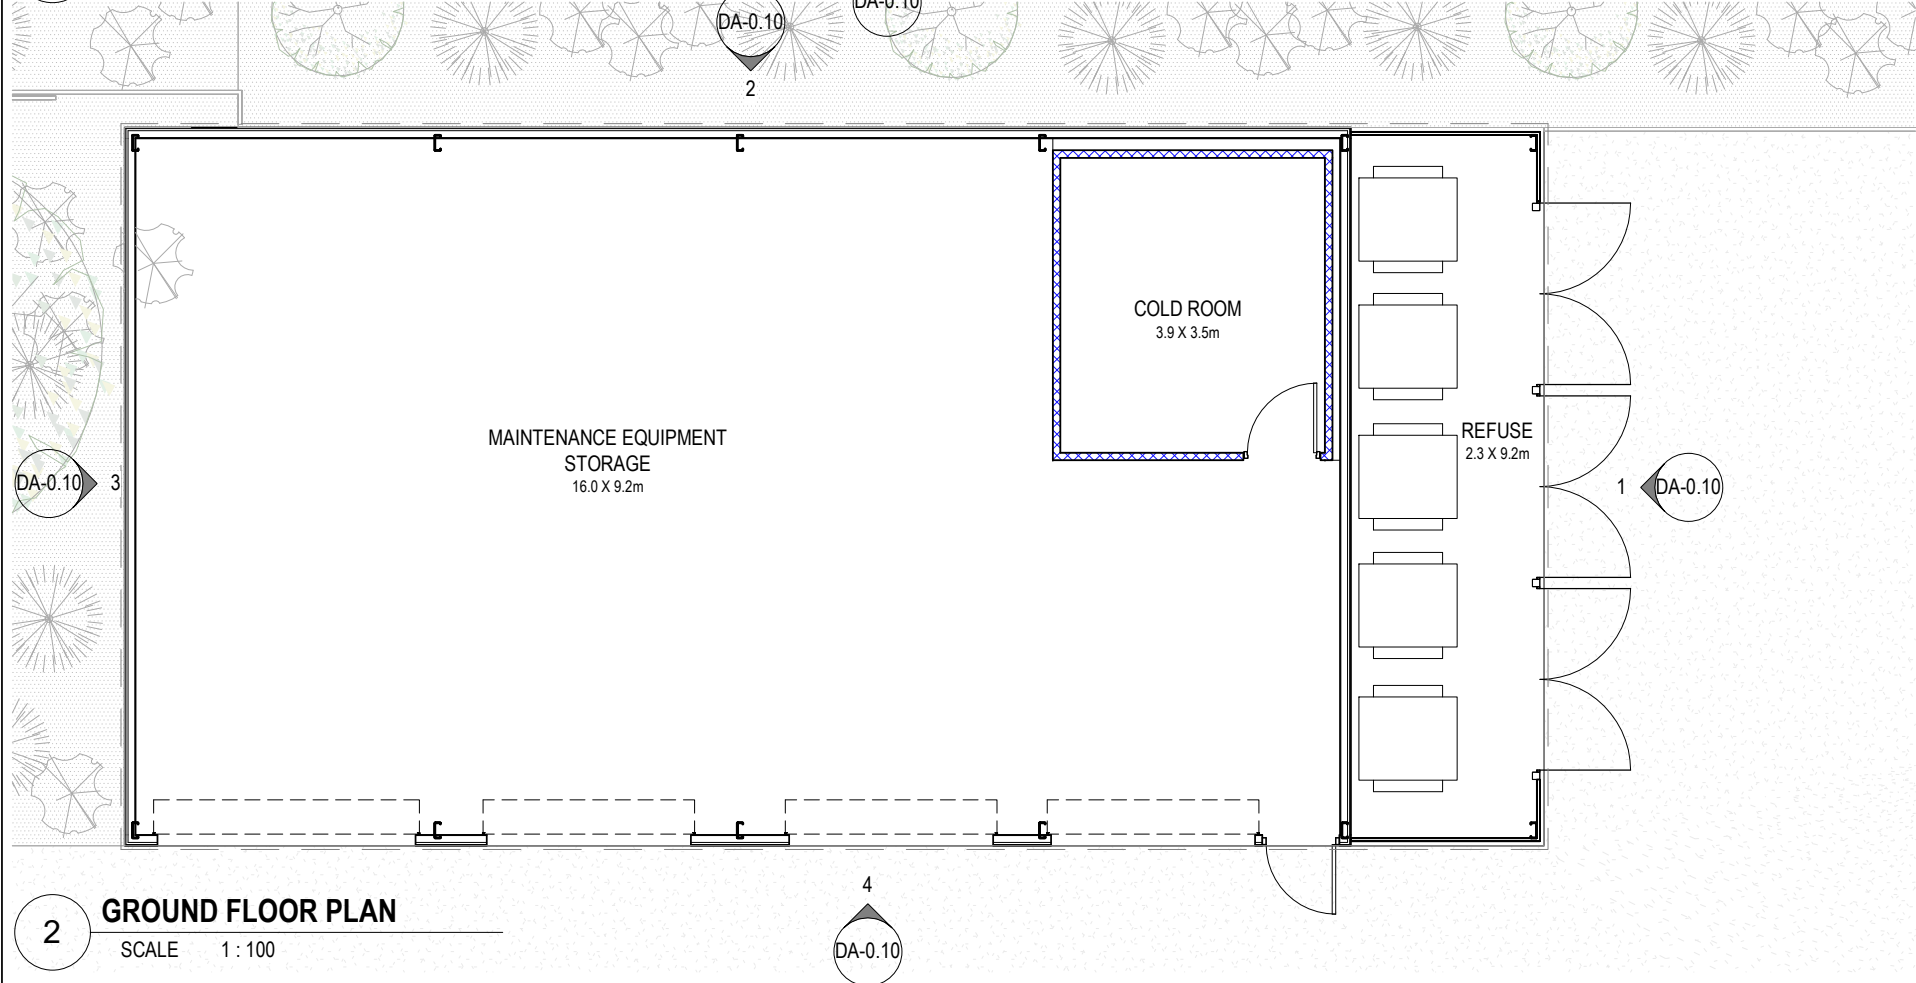 DA-0.10
DA-0.10
2
COLD ROOM
3.9 X 3.5m
MAINTENANCE EQUIPMENT
STORAGE
16.0 X 9.2m
REFUSE
2.3 X 9.2m
DA-0.10
3
1
DA-0.10
4
DA-0.10
2
GROUND FLOOR PLAN
SCALE 1 : 100